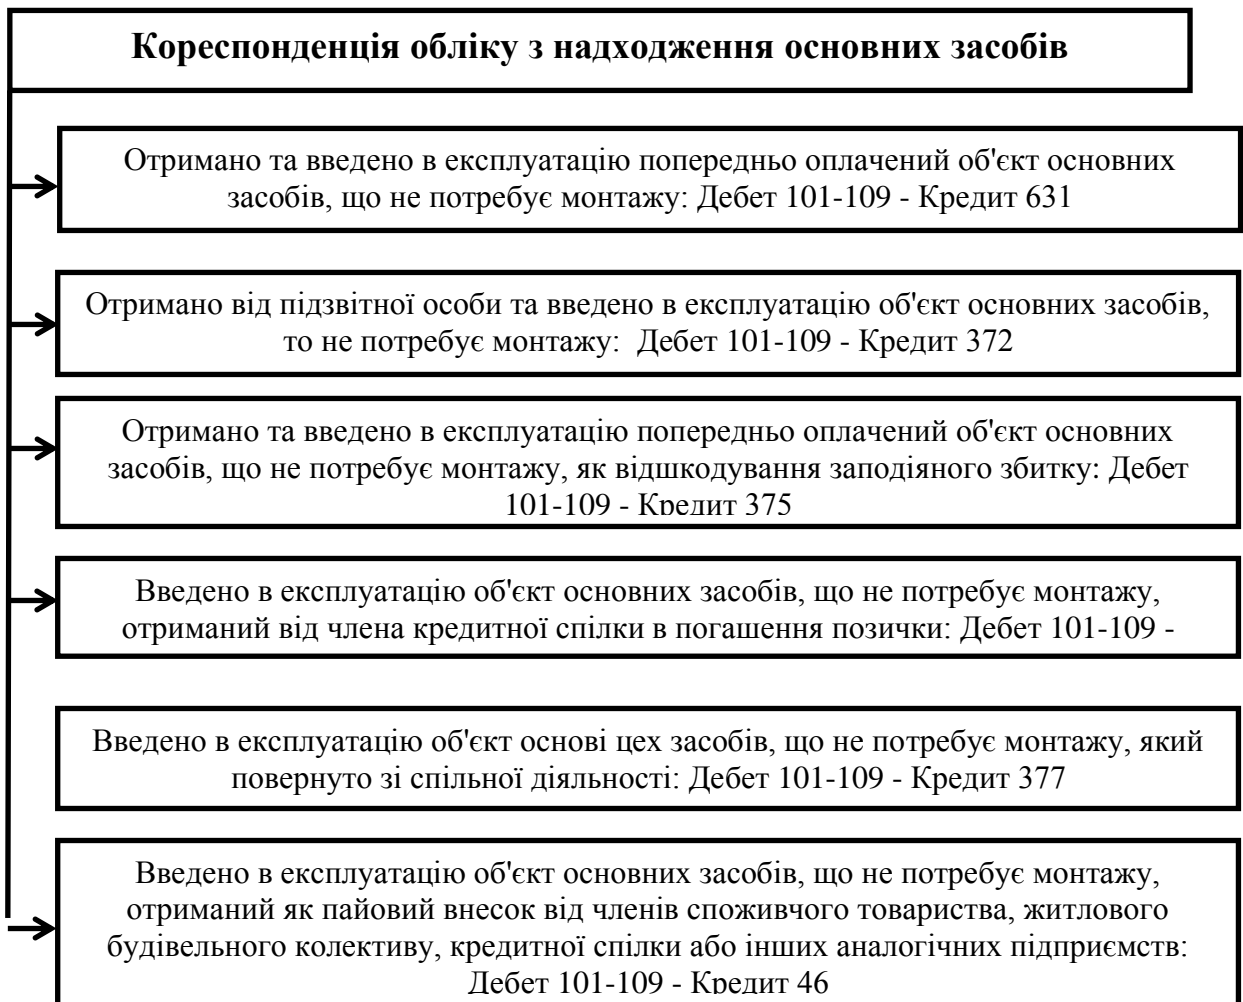 Кореспонденція обліку з надходження основних засобів
Отримано та введено в експлуатацію попередньо оплачений об'єкт основних
засобів, що не потребує монтажу: Дебет 101-109 - Кредит 631
Отримано від підзвітної особи та введено в експлуатацію об'єкт основних засобів,
то не потребує монтажу: Дебет 101-109 - Кредит 372
Отримано та введено в експлуатацію попередньо оплачений об'єкт основних
засобів, що не потребує монтажу, як відшкодування заподіяного збитку: Дебет
101-109 - Кредит 375
Введено в експлуатацію об'єкт основних засобів, що не потребує монтажу,
отриманий від члена кредитної спілки в погашення позички: Дебет 101-109 -
Введено в експлуатацію об'єкт основі цех засобів, що не потребує монтажу, який
повернуто зі спільної діяльності: Дебет 101-109 - Кредит 377
Введено в експлуатацію об'єкт основних засобів, що не потребує монтажу,
отриманий як пайовий внесок від членів споживчого товариства, житлового
будівельного колективу, кредитної спілки або інших аналогічних підприємств:
Дебет 101-109 - Кредит 46